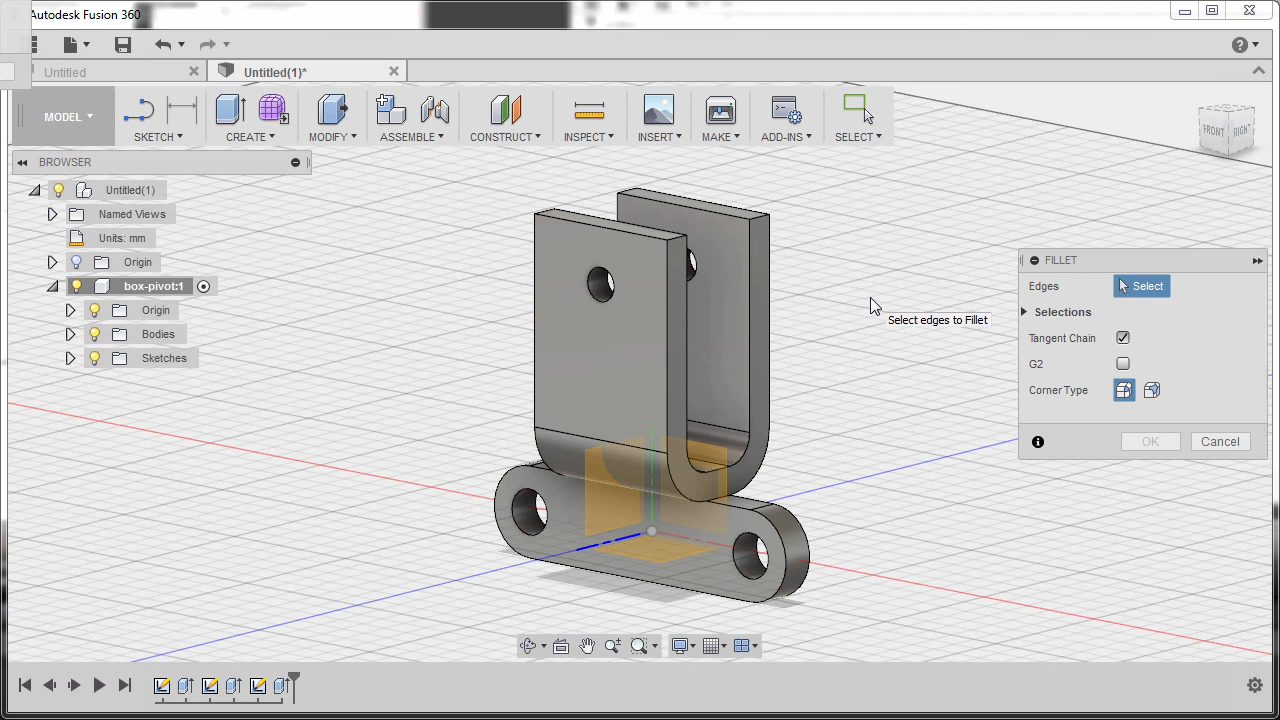 Autodesk Fusion 360
Untitled
Untitled(1)*
MODEL
SKETCH
CREATE
MODIFY
ASSEMBLE
CONSTRUCT
INSPECT
INSERT
MAKE
ADD-INS
SELECT
FRONT
RIGHT
BROWSER
Untitled(1)
Named Views
Units: mm
Origin
box-pivot:1
Origin
Bodies
Sketches
Select edges to Fillet
FILLET
Edges
Select
Selections
Tangent Chain
G2
Corner Type
OK
Cancel